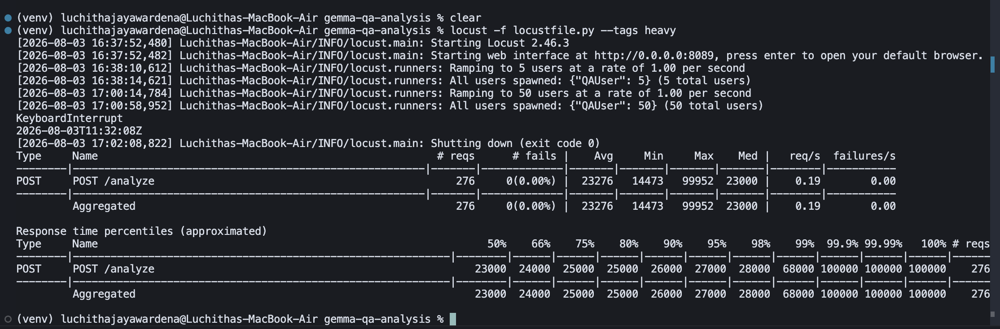 (venv) luchithajayawardena@Luchithas-MacBook-Air gemma-qa-analysis % clear
(venv) luchithajayawardena@Luchithas-MacBook-Air gemma-qa-analysis % locust -f locustfile.py --tags heavy
[2026-08-03 16:37:52,480] Luchithas-MacBook-Air/INFO/locust.main: Starting Locust 2.46.3
[2026-08-03 16:37:52,482] Luchithas-MacBook-Air/INFO/locust.main: Starting web interface at http://0.0.0.0:8089, press enter to open your default browser.
[2026-08-03 16:38:10,612] Luchithas-MacBook-Air/INFO/locust.runners: Ramping to 5 users at a rate of 1.00 per second
[2026-08-03 16:38:14,621] Luchithas-MacBook-Air/INFO/locust.runners: All users spawned: {"QAUser": 5} (5 total users)
[2026-08-03 17:00:14,784] Luchithas-MacBook-Air/INFO/locust.runners: Ramping to 50 users at a rate of 1.00 per second
[2026-08-03 17:00:58,952] Luchithas-MacBook-Air/INFO/locust.runners: All users spawned: {"QAUser": 50} (50 total users)
KeyboardInterrupt
2026-08-03T11:32:08Z
[2026-08-03 17:02:08,822] Luchithas-MacBook-Air/INFO/locust.main: Shutting down (exit code 0)
Type     Name                                                      # reqs      # fails |    Avg     Min     Max    Med |   req/s  failures/s
--------|--------------------------------------------------------|-------|-------------|-------|-------|-------|-------|--------|-----------
POST     POST /analyze                                                276     0(0.00%) |  23276   14473   99952  23000 |    0.19        0.00
--------|--------------------------------------------------------|-------|-------------|-------|-------|-------|-------|--------|-----------
         Aggregated                                                   276     0(0.00%) |  23276   14473   99952  23000 |    0.19        0.00
Response time percentiles (approximated)
Type     Name                                                              50%    66%    75%    80%    90%    95%    98%    99%  99.9% 99.99%   100% # reqs
--------|------------------------------------------------------------|--------|------|------|------|------|------|------|------|------|------|------|------
POST     POST /analyze                                                   23000  24000  25000  25000  26000  27000  28000  68000 100000 100000 100000    276
--------|------------------------------------------------------------|--------|------|------|------|------|------|------|------|------|------|------|------
         Aggregated                                                      23000  24000  25000  25000  26000  27000  28000  68000 100000 100000 100000    276
(venv) luchithajayawardena@Luchithas-MacBook-Air gemma-qa-analysis %